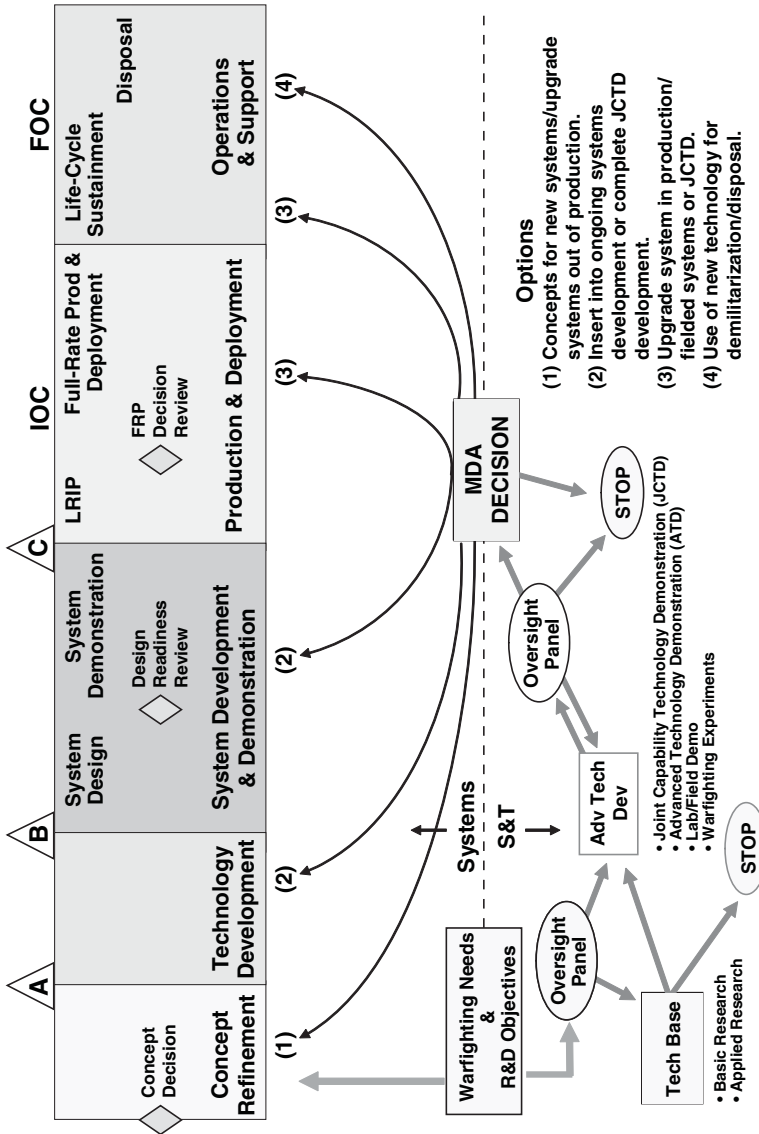 A
B
C
IOC
FOC
Concept
Decision
Concept
Refinement
Technology
Development
System
Design
System
Demonstration
Design
Readiness
Review
System Development
& Demonstration
LRIP
Full-Rate Prod &
Deployment
FRP
Decision
Review
Production & Deployment
Life-Cycle
Sustainment
Disposal
Operations
& Support
(1)
(2)
(2)
(3)
(3)
(4)
Warfighting Needs
&
R&D Objectives
Systems
S&T
MDA
DECISION
Oversight
Panel
Tech Base
• Basic Research
• Applied Research
STOP
Adv Tech
Dev
• Joint Capability Technology Demonstration (JCTD)
• Advanced Technology Demonstration (ATD)
• Lab/Field Demo
• Warfighting Experiments
Oversight
Panel
STOP
Options
(1) Concepts for new systems/upgrade
systems out of production.
(2) Insert into ongoing systems
development or complete JCTD
development.
(3) Upgrade system in production/
fielded systems or JCTD.
(4) Use of new technology for
demilitarization/disposal.